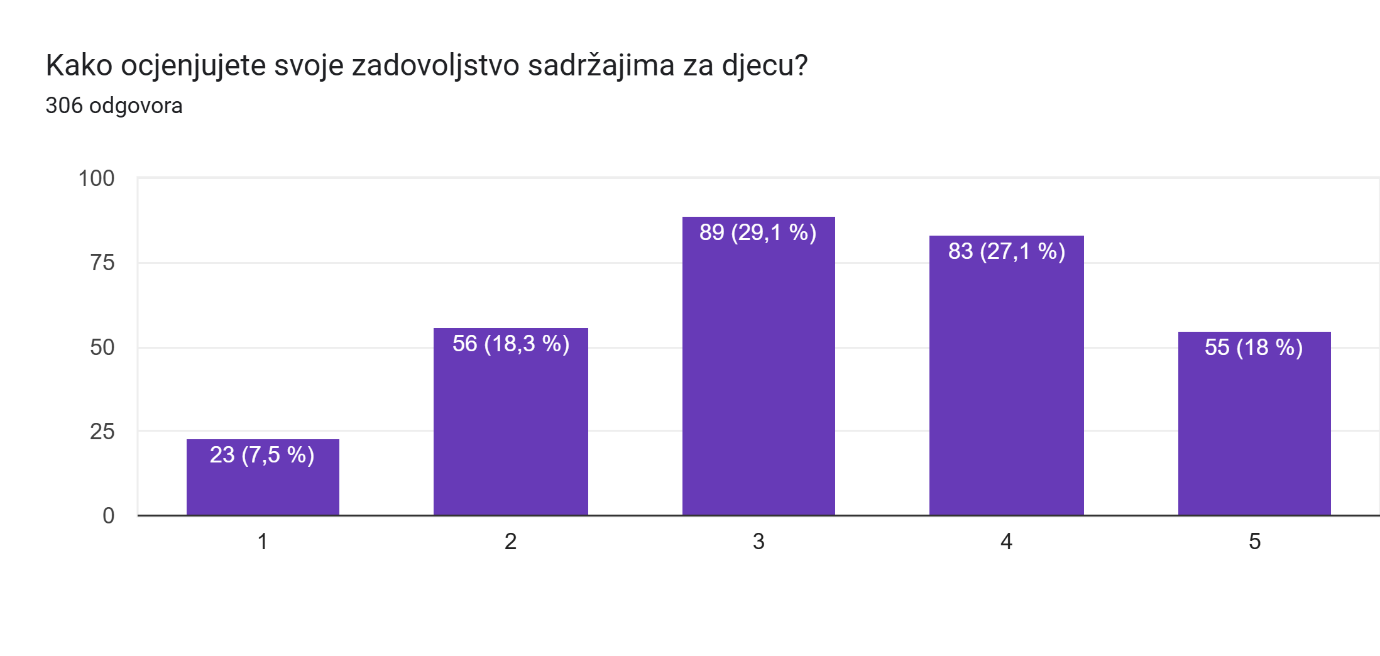 Kako ocjenjujete svoje zadovoljstvo sadržajima za djecu?
306 odgovora
100
75
50
25
0
23 (7,5 %)
56 (18,3 %)
89 (29,1 %)
83 (27,1 %)
55 (18 %)
1
2
3
4
5